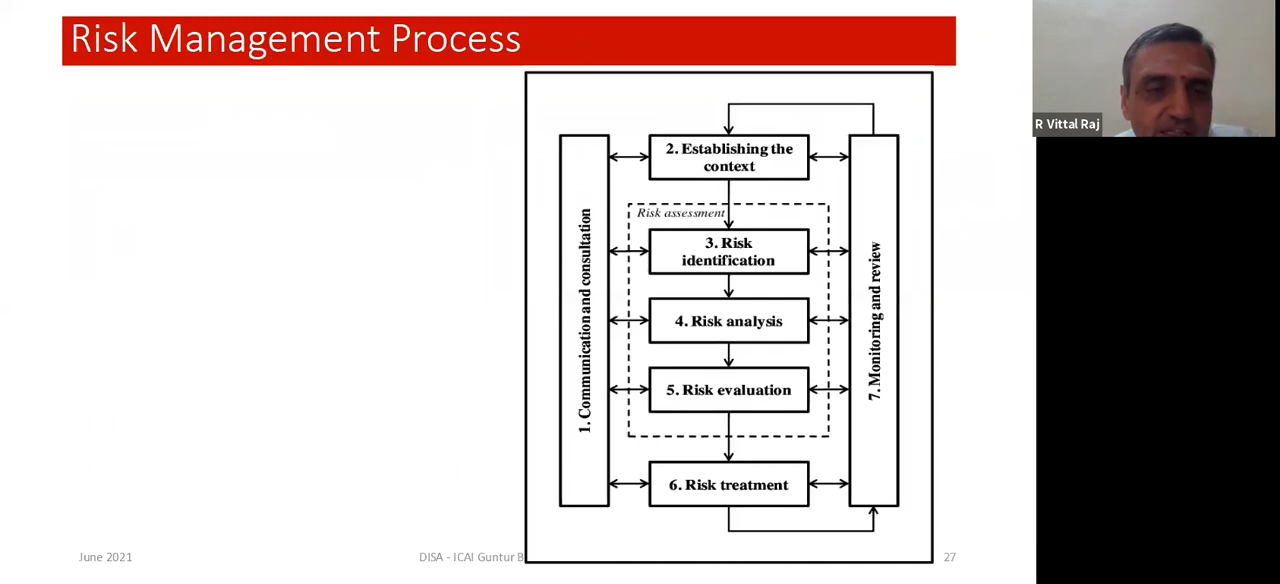 Risk Management Process
R Vittal Raj
2. Establishing the
context
Risk assessment
3. Risk
identification
4. Risk analysis
5. Risk evaluation
6. Risk treatment
1. Communication and consultation
7. Monitoring and review
June 2021
DISA - ICAI Guntur B
27